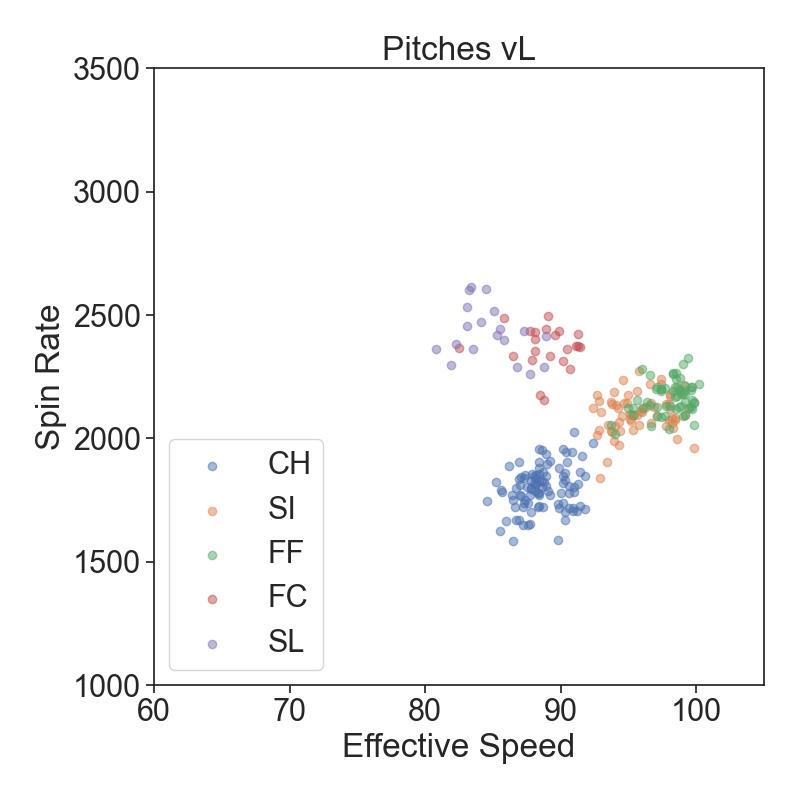 Pitches vL
3500
3000
2500
2000
1500
1000
Spin Rate
CH
SI
FF
FC
SL
60 70 80 90 100
Effective Speed